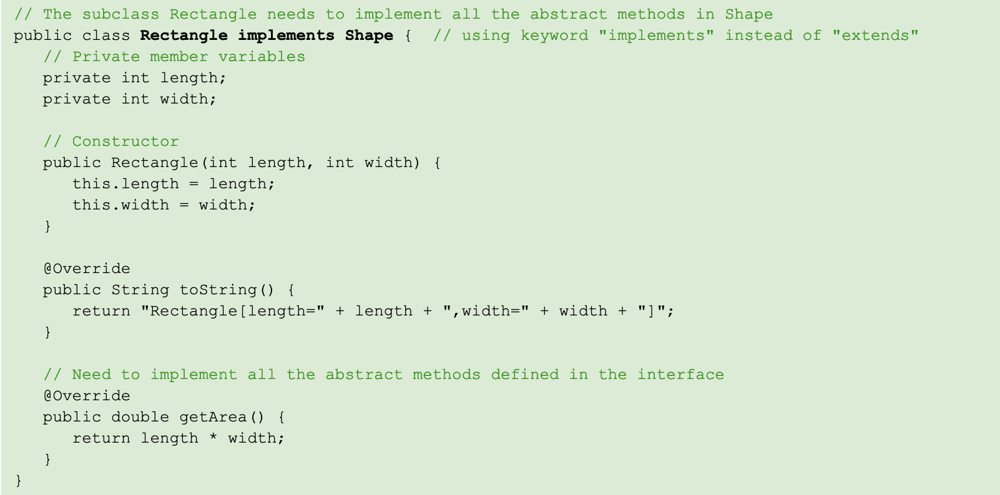 // The subclass Rectangle needs to implement all the abstract methods in Shape
public class Rectangle implements Shape {  // using keyword "implements" instead of "extends"
   // Private member variables
   private int length;
   private int width;

   // Constructor
   public Rectangle(int length, int width) {
      this.length = length;
      this.width = width;
   }

   @Override
   public String toString() {
      return "Rectangle[length=" + length + ",width=" + width + "]";
   }

   // Need to implement all the abstract methods defined in the interface
   @Override
   public double getArea() {
      return length * width;
   }
}